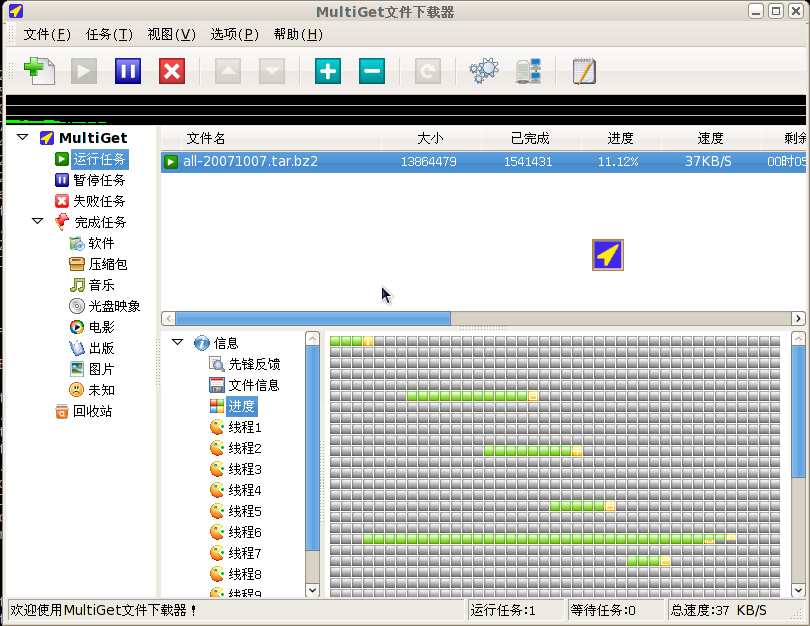 MultiGet文件下载器
文件(F) 任务(T) 视图(V) 选项(P) 帮助(H)
MultiGet
运行任务
暂停任务
失败任务
完成任务
软件
压缩包
音乐
光盘映象
电影
出版
图片
未知
回收站
文件名 大小 已完成 进度 速度 剩余
all-20071007.tar.bz2 13864479 1541431 11.12% 37KB/S 00时05
信息
先锋反馈
文件信息
进度
线程1
线程2
线程3
线程4
线程5
线程6
线程7
线程8
线程9
欢迎使用MultiGet文件下载器！ 运行任务:1 等待任务:0 总速度:37 KB/S